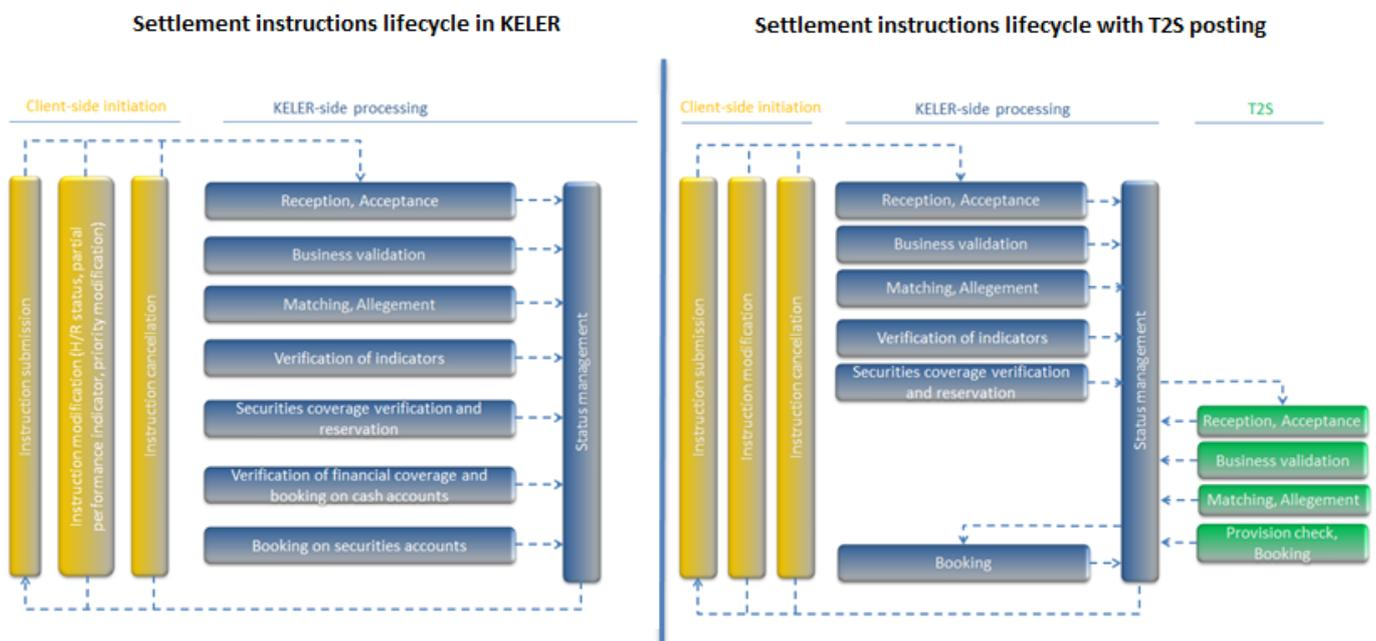 Settlement instructions lifecycle in KELER
Client-side initiation
KELER-side processing
Instruction submission
Instruction modification (H/R status, partial
performance indicator, priority modification)
Instruction cancellation
Reception, Acceptance
Business validation
Matching, Allegement
Verification of indicators
Securities coverage verification and
reservation
Verification of financial coverage and
booking on cash accounts
Booking on securities accounts
Status management
Settlement instructions lifecycle with T2S posting
Client-side initiation
KELER-side processing
T2S
Instruction submission
Instruction modification
Instruction cancellation
Reception, Acceptance
Business validation
Matching, Allegement
Verification of indicators
Securities coverage verification
and reservation
Booking
Status management
Reception, Acceptance
Business validation
Matching, Allegement
Provision check,
Booking